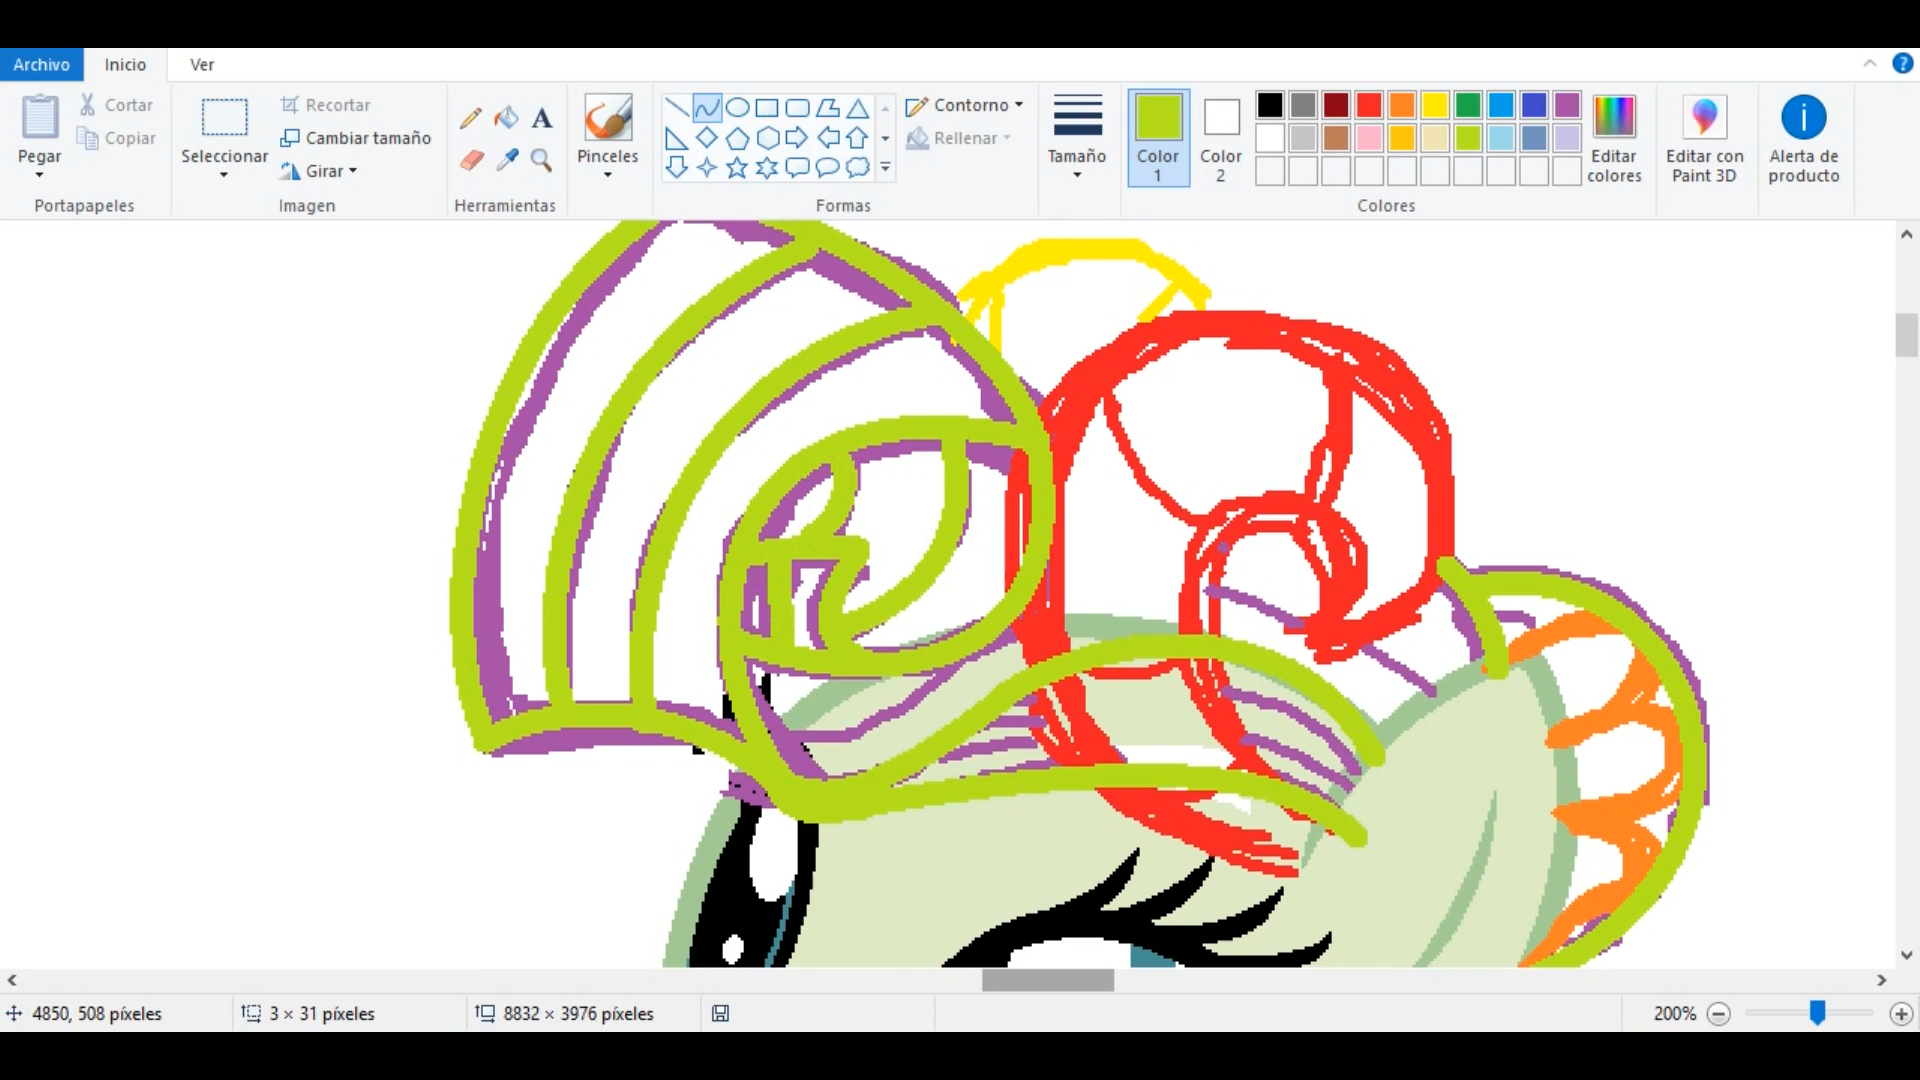 Archivo Inicio Ver
Pegar
Cortar
Copiar
Portapapeles
Seleccionar
Recortar
Cambiar tamaño
Girar
Imagen
A
Herramientas
Pinceles
Contorno
Rellenar
Formas
Tamaño
Color
1
Color
2
Editar
colores
Colores
Editar con
Paint 3D
Alerta de
producto
4850, 508 píxeles 3 × 31 píxeles 8832 × 3976 píxeles 200%